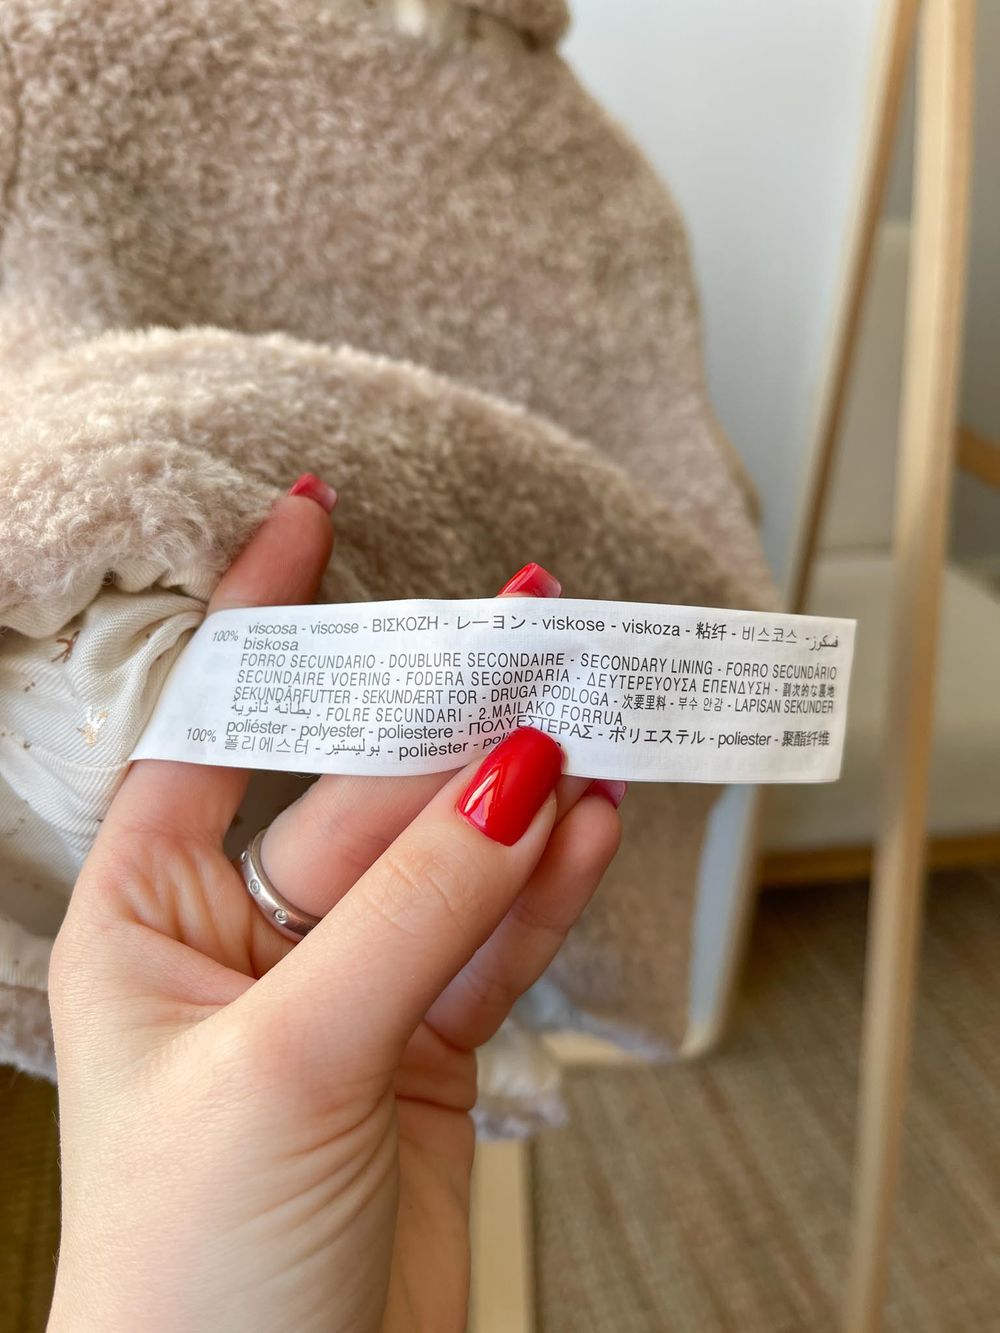 100% viscosa - viscose - ΒΙΣΚΟΖΗ - レーヨン - viskose - viskoza - 粘纤 - 비스코스 - فسكوز
biskosa
FORRO SECUNDARIO - DOUBLURE SECONDAIRE - SECONDARY LINING - FORRO SECUNDÁRIO
SECUNDAIRE VOERING - FODERA SECONDARIA - ΔΕΥΤΕΡΕΥΟΥΣΑ ΕΠΕΝΔΥΣΗ - 副次的な裏地
SEKUNDÄRFUTTER - SEKUNDÆRT FOR - DRUGA PODLOGA - 次要里料 - 부수 안감 - LAPISAN SEKUNDER
بطانه ثانويه - FOLRE SECUNDARI - 2.MAILAKO FORRUA
100% poliéster - polyester - poliestere - ΠΟΛΥΕΣΤΕΡΑΣ - ポリエステル - poliester - 聚酯纤维
폴리에스터 - بوليستير - polièster